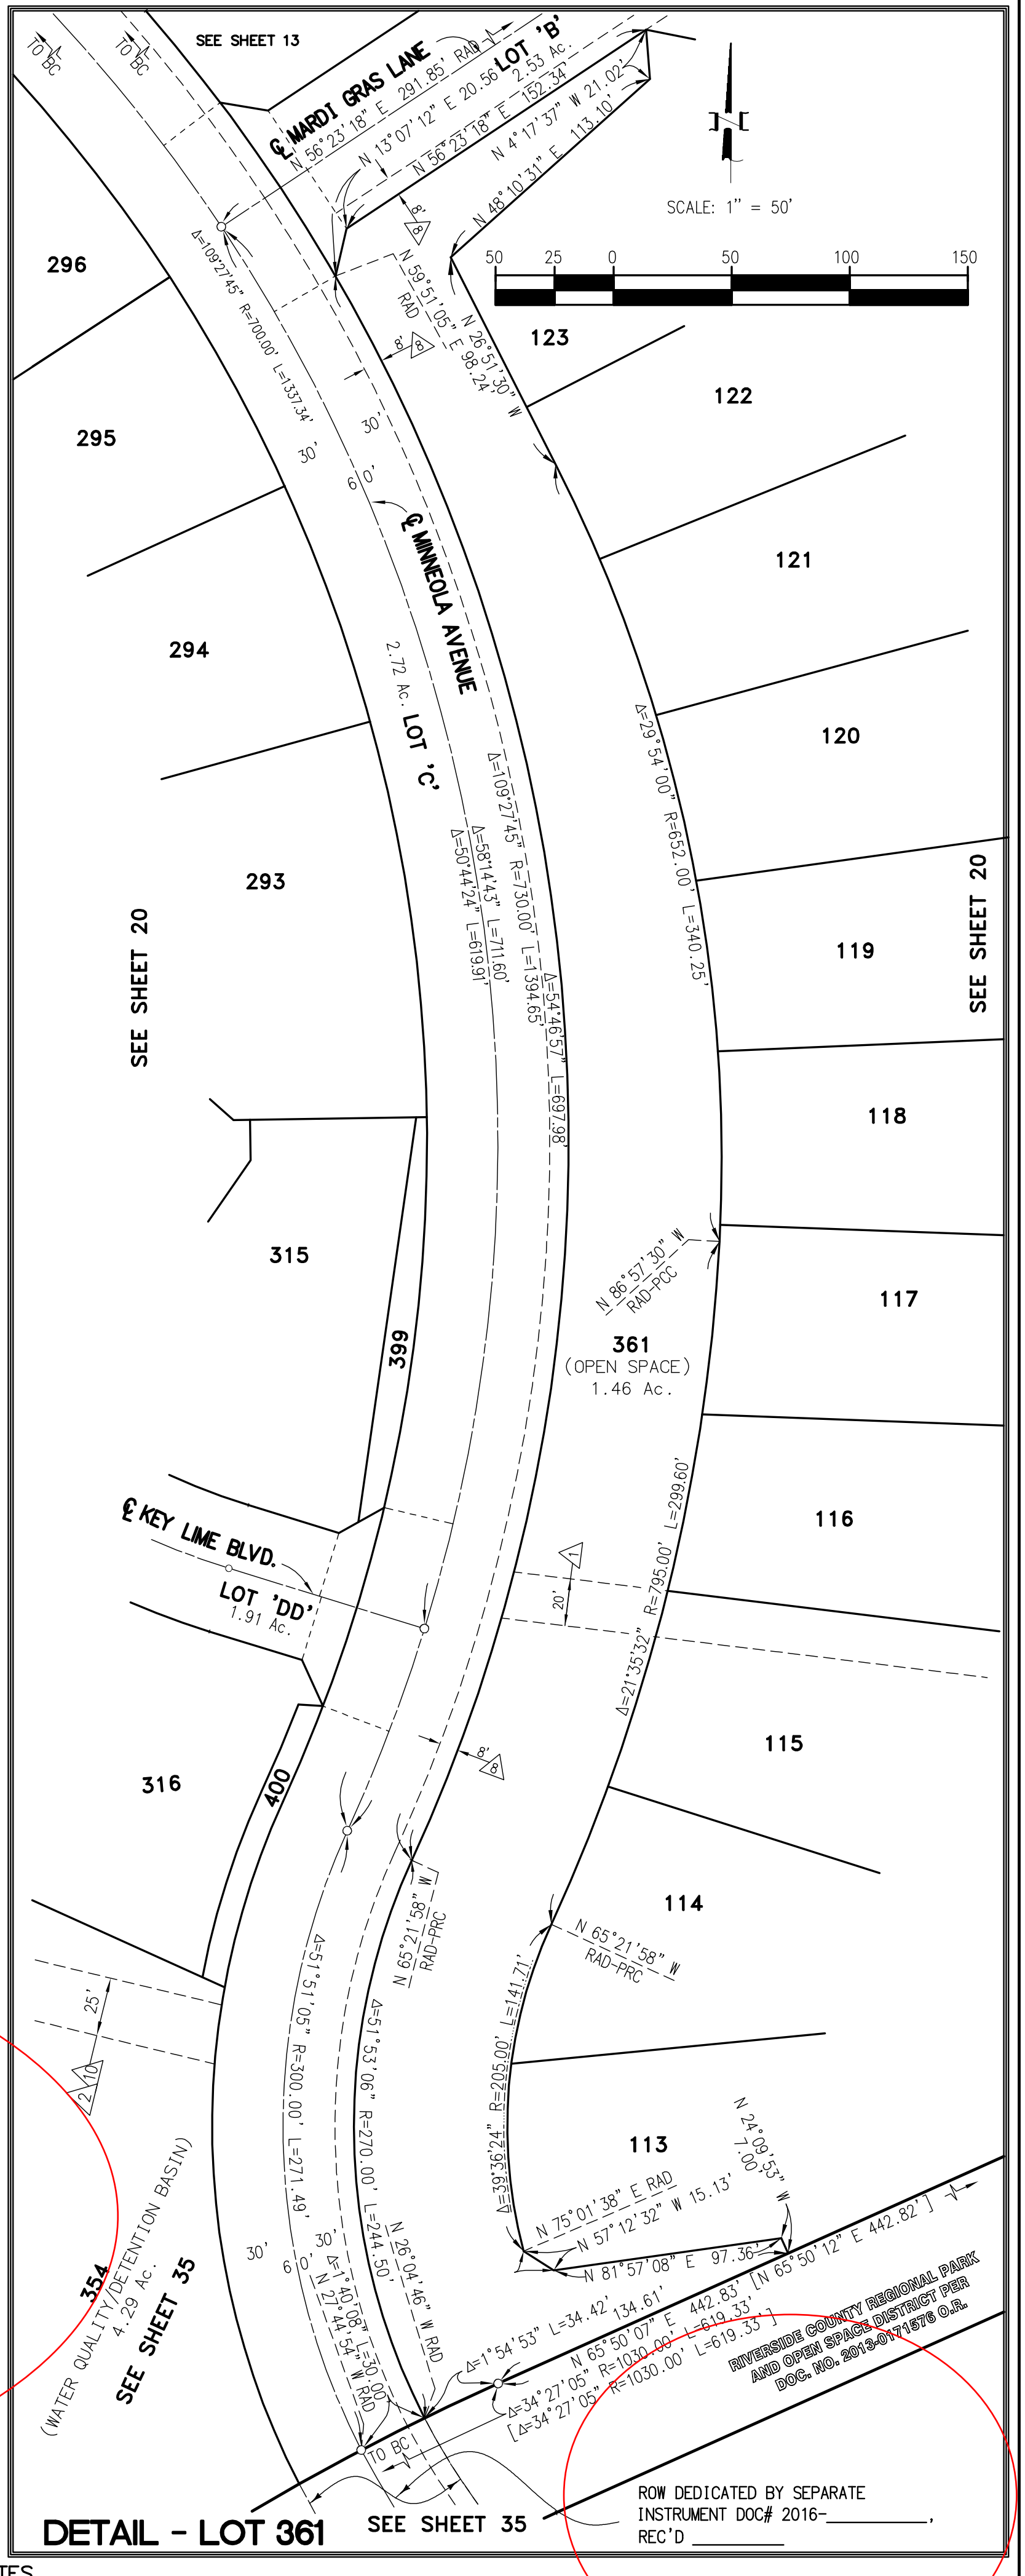 SEE SHEET 13
TO BC
TO BC
℄ MARDI GRAS LANE
N 56°23'18" E 291.85' RAD
LOT 'B'
2.53 Ac.
N 13°07'12" E 20.56
N 56°23'18" E 152.34'
N 4°17'37" W 21.02'
N 48°10'31" E 113.10'
SCALE: 1" = 50'
50 25 0 50 100 150
8'
8
N 59°51'05" E
RAD
N 26°51'30" W
98.24'
8'
8
296
295
294
293
315
399
316
400
123
122
121
120
119
118
117
116
115
114
113
Δ=109°27'45" R=700.00' L=1337.34'
30'
30'
60'
℄ MINNEOLA AVENUE
2.72 Ac. LOT 'C'
Δ=109°27'45" R=730.00' L=1394.65'
Δ=58°14'43" L=711.60'
Δ=50°44'24" L=619.91'
Δ=54°46'57" L=697.98'
Δ=29°54'00" R=652.00' L=340.25'
SEE SHEET 20
SEE SHEET 20
N 86°57'30" W
RAD-PCC
361
(OPEN SPACE)
1.46 Ac.
℄ KEY LIME BLVD.
LOT 'DD'
1.91 Ac.
1
20'
Δ=21°35'32" R=795.00' L=299.60'
8'
8
N 65°21'58" W
RAD-PRC
N 65°21'58" W
RAD-PRC
25'
2
10
Δ=51°51'05" R=300.00' L=271.49'
Δ=51°53'06" R=270.00' L=244.50'
Δ=39°36'24" R=205.00' L=141.71'
N 24°09'53" W
7.00'
N 75°01'38" E RAD
N 57°12'32" W 15.13'
N 81°57'08" E 97.36'
354
(WATER QUALITY/DETENTION BASIN)
4.29 Ac.
SEE SHEET 35
30'
30'
60'
Δ=1°40'08" L=30.00'
N 27°44'54" W RAD
N 26°04'46" W RAD
Δ=1°54'53" L=34.42'
134.61'
N 65°50'07" E 442.83' [N 65°50'12" E 442.82']
Δ=34°27'05" R=1030.00' L=619.33'
[Δ=34°27'05" R=1030.00' L=619.33']
RIVERSIDE COUNTY REGIONAL PARK
AND OPEN SPACE DISTRICT PER
DOC. NO. 2013-0171576 O.R.
TO BC
ROW DEDICATED BY SEPARATE
INSTRUMENT DOC# 2016-__________,
REC'D __________
SEE SHEET 35
DETAIL - LOT 361